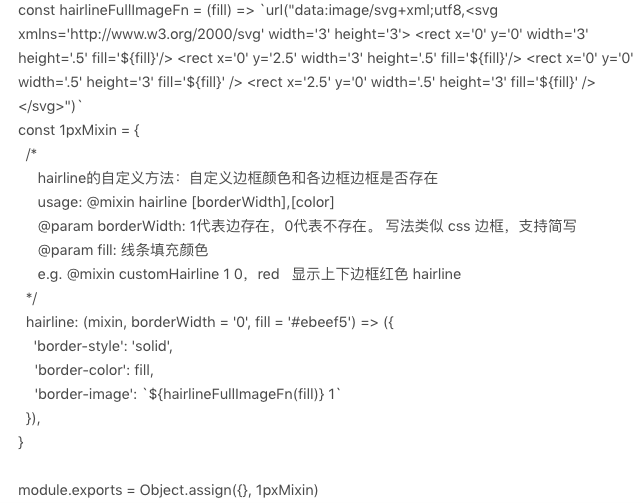 const hairlineFullImageFn = (fill) => `url("data:image/svg+xml;utf8,<svg
xmlns='http://www.w3.org/2000/svg' width='3' height='3'> <rect x='0' y='0' width='3'
height='.5' fill='${fill}'/> <rect x='0' y='2.5' width='3' height='.5' fill='${fill}'/> <rect x='0' y='0'
width='.5' height='3' fill='${fill}' /> <rect x='2.5' y='0' width='.5' height='3' fill='${fill}' />
</svg>")`
const 1pxMixin = {
/*
hairline的自定义方法：自定义边框颜色和各边框边框是否存在
usage: @mixin hairline [borderWidth],[color]
@param borderWidth: 1代表边存在，0代表不存在。 写法类似 css 边框，支持简写
@param fill: 线条填充颜色
e.g. @mixin customHairline 1 0，red   显示上下边框红色 hairline
*/
hairline: (mixin, borderWidth = '0', fill = '#ebeef5') => ({
'border-style': 'solid',
'border-color': fill,
'border-image': `${hairlineFullImageFn(fill)} 1`
}),
}
module.exports = Object.assign({}, 1pxMixin)